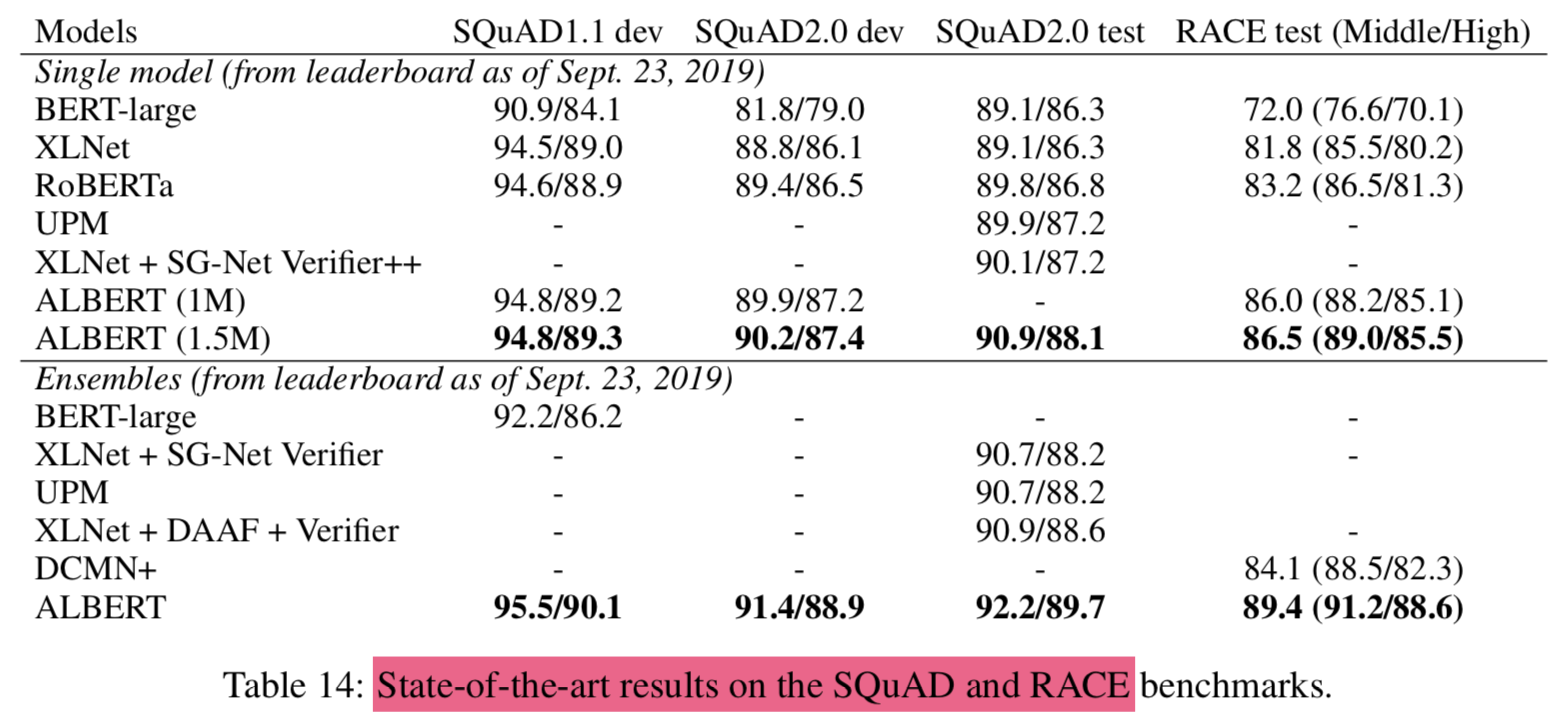 Models SQuAD1.1 dev SQuAD2.0 dev SQuAD2.0 test RACE test (Middle/High)
Single model (from leaderboard as of Sept. 23, 2019)
BERT-large 90.9/84.1 81.8/79.0 89.1/86.3 72.0 (76.6/70.1)
XLNet 94.5/89.0 88.8/86.1 89.1/86.3 81.8 (85.5/80.2)
RoBERTa 94.6/88.9 89.4/86.5 89.8/86.8 83.2 (86.5/81.3)
UPM - - 89.9/87.2 -
XLNet + SG-Net Verifier++ - - 90.1/87.2 -
ALBERT (1M) 94.8/89.2 89.9/87.2 - 86.0 (88.2/85.1)
ALBERT (1.5M) 94.8/89.3 90.2/87.4 90.9/88.1 86.5 (89.0/85.5)
Ensembles (from leaderboard as of Sept. 23, 2019)
BERT-large 92.2/86.2 - - -
XLNet + SG-Net Verifier - - 90.7/88.2 -
UPM - - 90.7/88.2
XLNet + DAAF + Verifier - - 90.9/88.6 -
DCMN+ - - - 84.1 (88.5/82.3)
ALBERT 95.5/90.1 91.4/88.9 92.2/89.7 89.4 (91.2/88.6)
Table 14: State-of-the-art results on the SQuAD and RACE benchmarks.